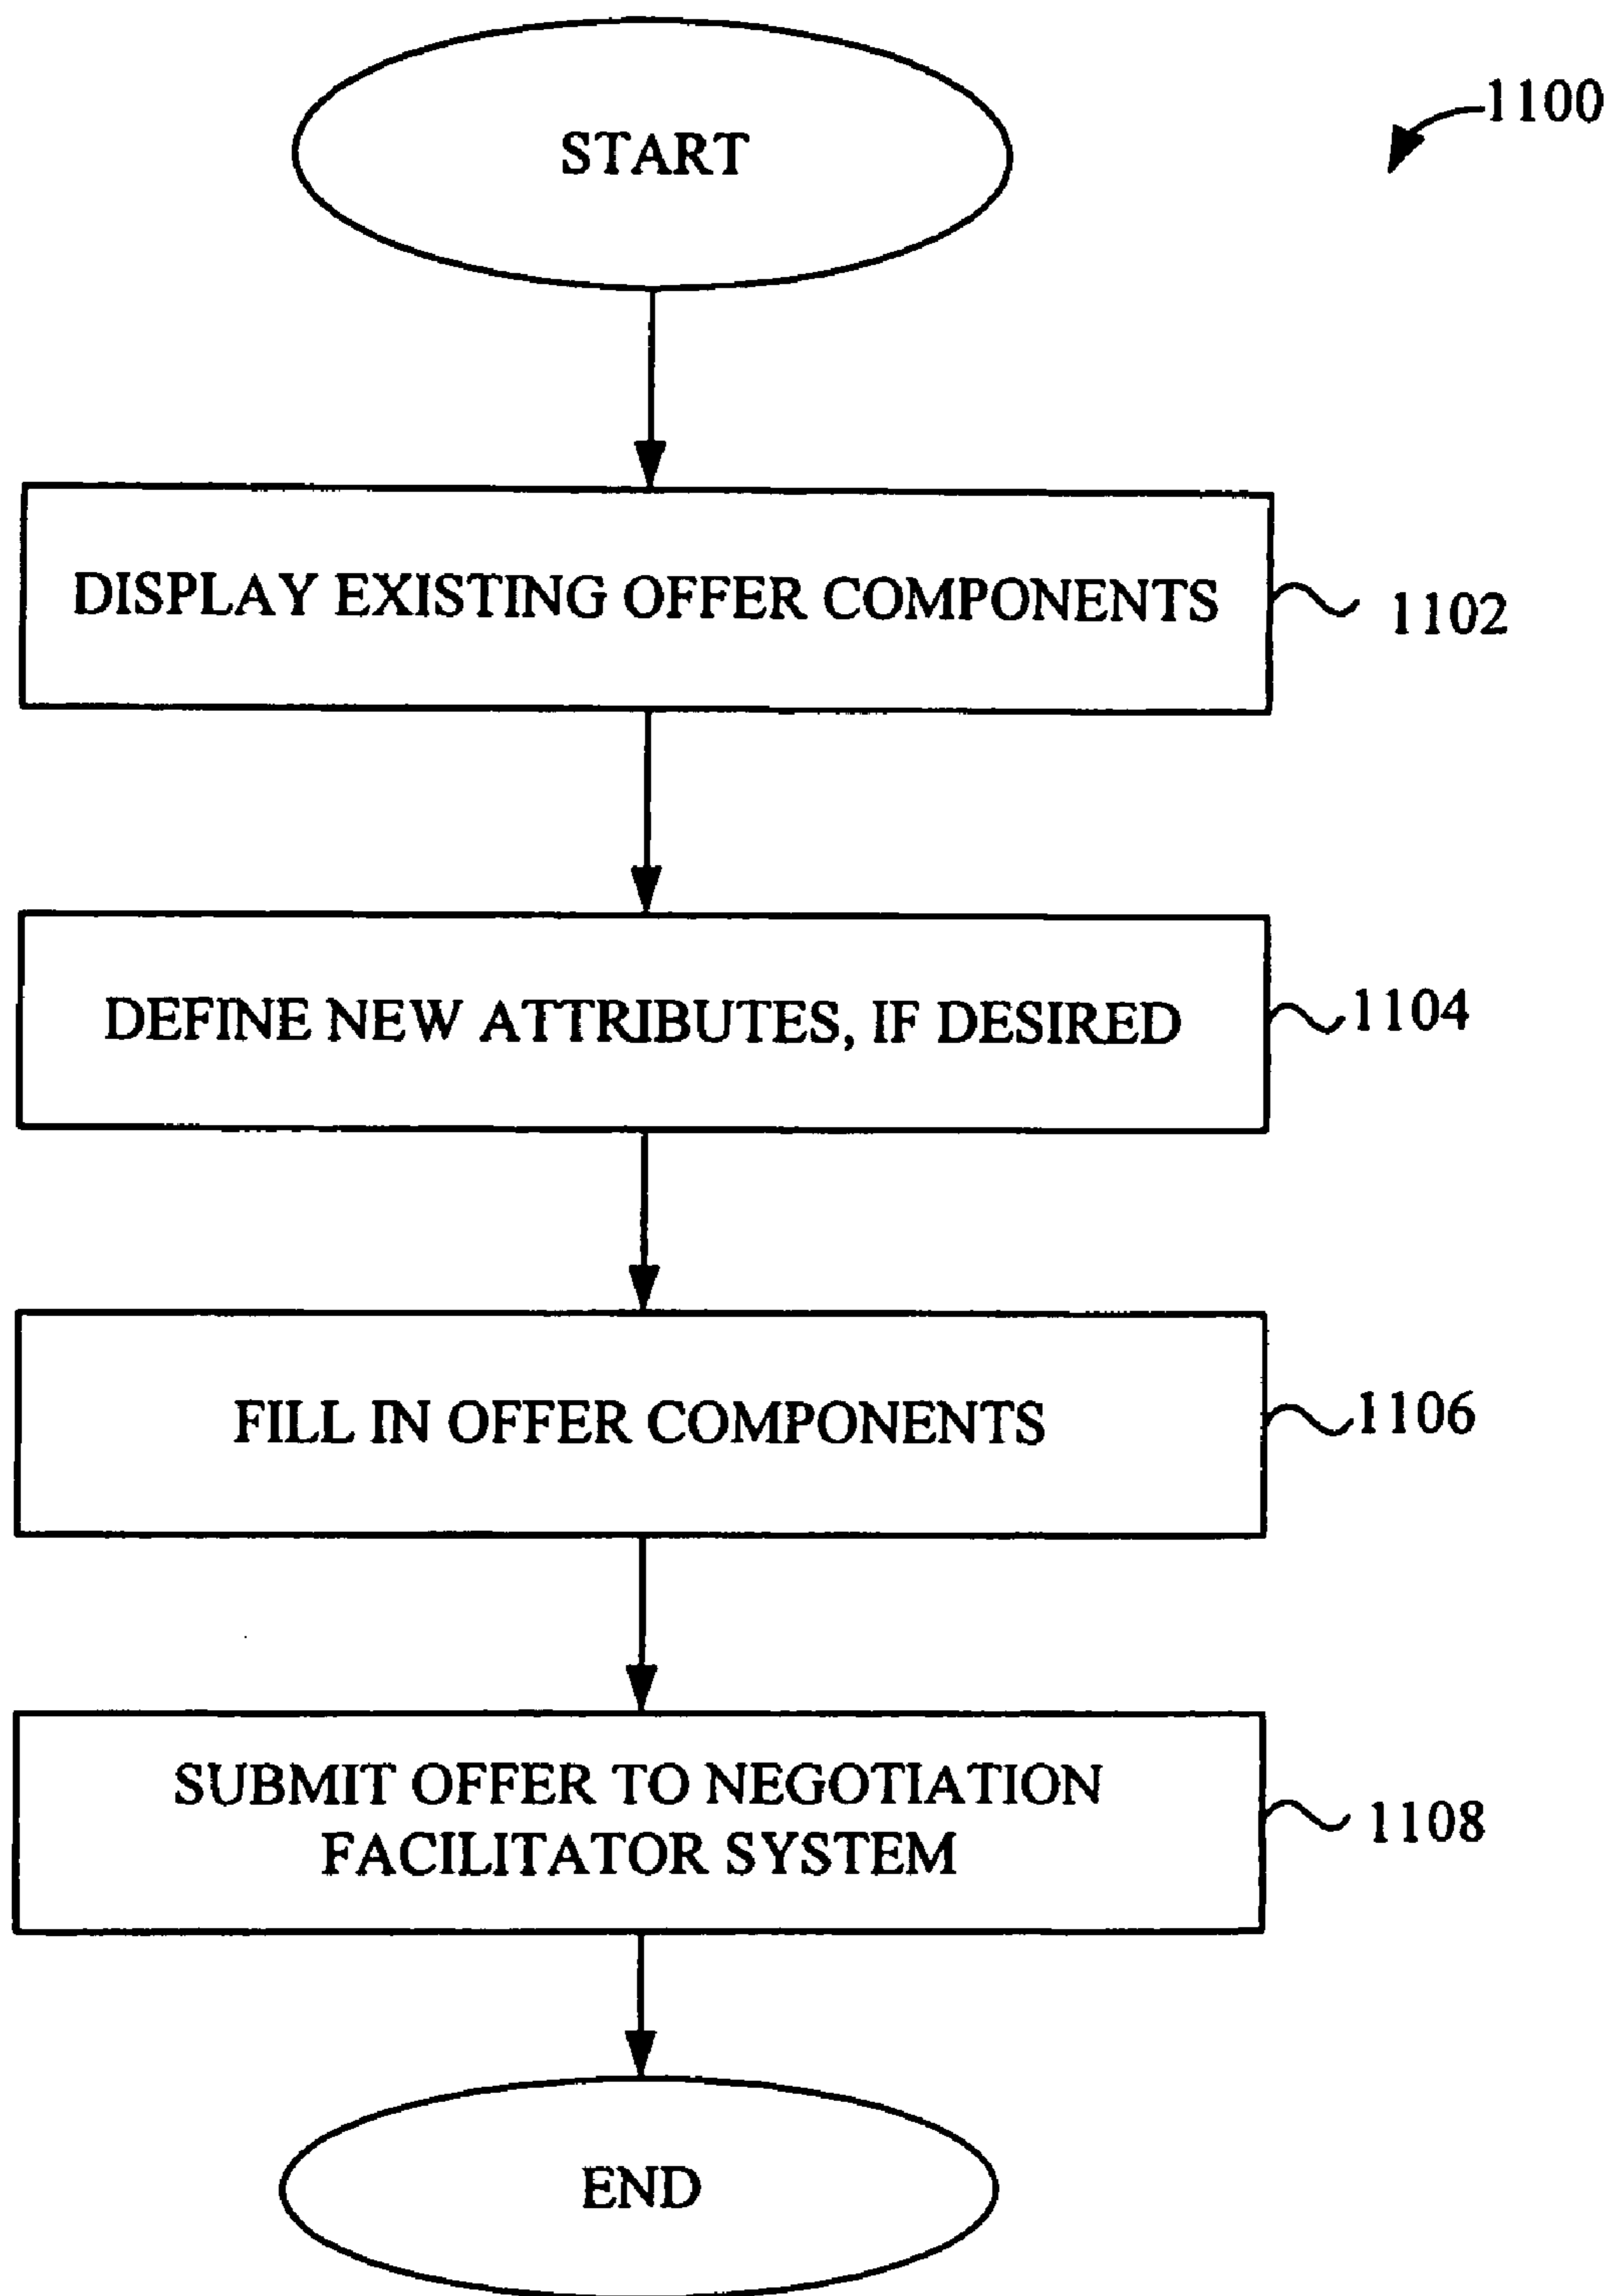 START
1100
DISPLAY EXISTING OFFER COMPONENTS
1102
DEFINE NEW ATTRIBUTES, IF DESIRED
1104
FILL IN OFFER COMPONENTS
1106
SUBMIT OFFER TO NEGOTIATION
FACILITATOR SYSTEM
1108
END